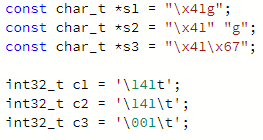 const char_t *s1 = "\x41g";
const char_t *s2 = "\x41" "g";
const char_t *s3 = "\x41\x67";
int32_t c1 = '\141t';
int32_t c2 = '\141\t';
int32_t c3 = '\001\t';